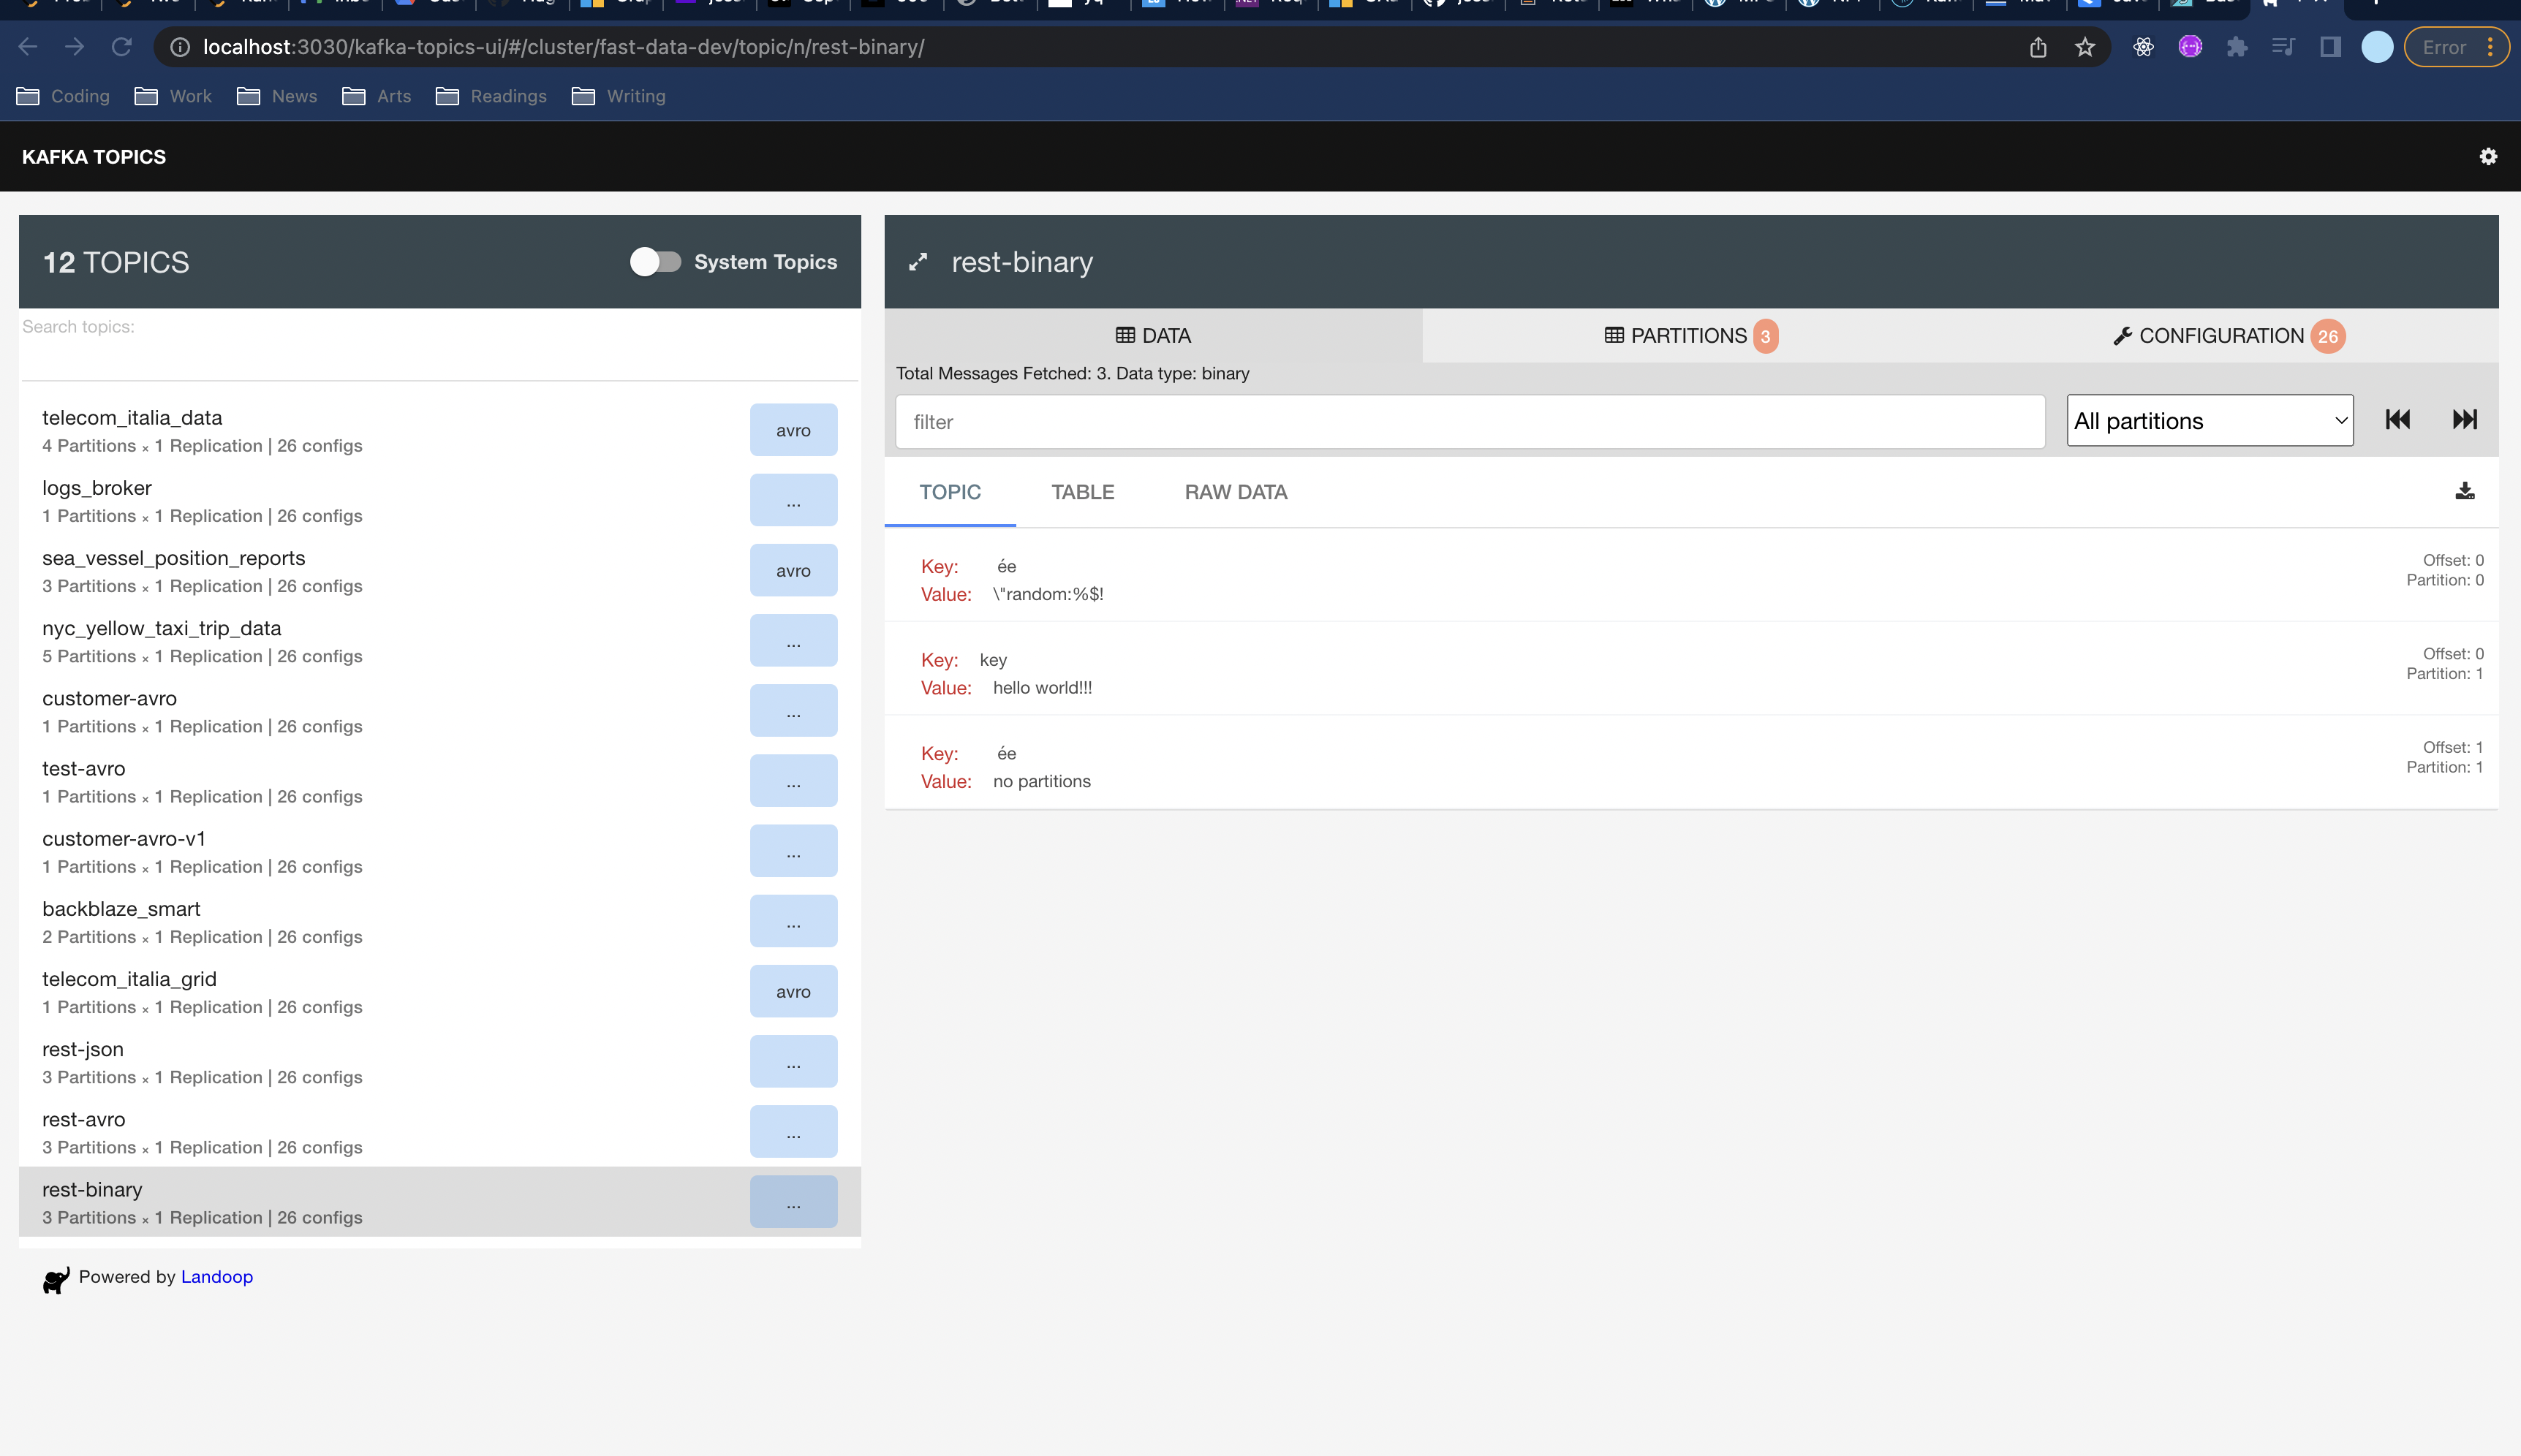 localhost:3030/kafka-topics-ui/#/cluster/fast-data-dev/topic/n/rest-binary/
Error
Coding
Work
News
Arts
Readings
Writing
KAFKA TOPICS
12 TOPICS
System Topics
Search topics:
telecom_italia_data
4 Partitions × 1 Replication | 26 configs
avro
logs_broker
1 Partitions × 1 Replication | 26 configs
...
sea_vessel_position_reports
3 Partitions × 1 Replication | 26 configs
avro
nyc_yellow_taxi_trip_data
5 Partitions × 1 Replication | 26 configs
...
customer-avro
1 Partitions × 1 Replication | 26 configs
...
test-avro
1 Partitions × 1 Replication | 26 configs
...
customer-avro-v1
1 Partitions × 1 Replication | 26 configs
...
backblaze_smart
2 Partitions × 1 Replication | 26 configs
...
telecom_italia_grid
1 Partitions × 1 Replication | 26 configs
avro
rest-json
3 Partitions × 1 Replication | 26 configs
...
rest-avro
3 Partitions × 1 Replication | 26 configs
...
rest-binary
3 Partitions × 1 Replication | 26 configs
...
Powered by Landoop
rest-binary
DATA
PARTITIONS 3
CONFIGURATION 26
Total Messages Fetched: 3. Data type: binary
filter
All partitions
TOPIC
TABLE
RAW DATA
Key: ée
Value: \"random:%$!
Offset: 0
Partition: 0
Key: key
Value: hello world!!!
Offset: 0
Partition: 1
Key: ée
Value: no partitions
Offset: 1
Partition: 1